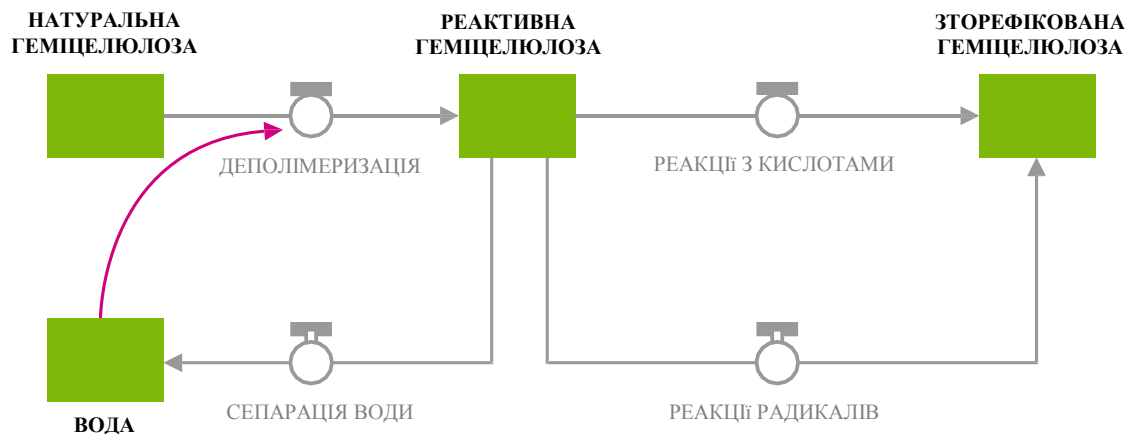 НАТУРАЛЬНА
ГЕМІЦЕЛЮЛОЗА
РЕАКТИВНА
ГЕМІЦЕЛЮЛОЗА
ЗТОРЕФІКОВАНА
ГЕМІЦЕЛЮЛОЗА
ДЕПОЛІМЕРИЗАЦІЯ
РЕАКЦІї З КИСЛОТАМИ
СЕПАРАЦІЯ ВОДИ
РЕАКЦІї РАДИКАЛІВ
ВОДА